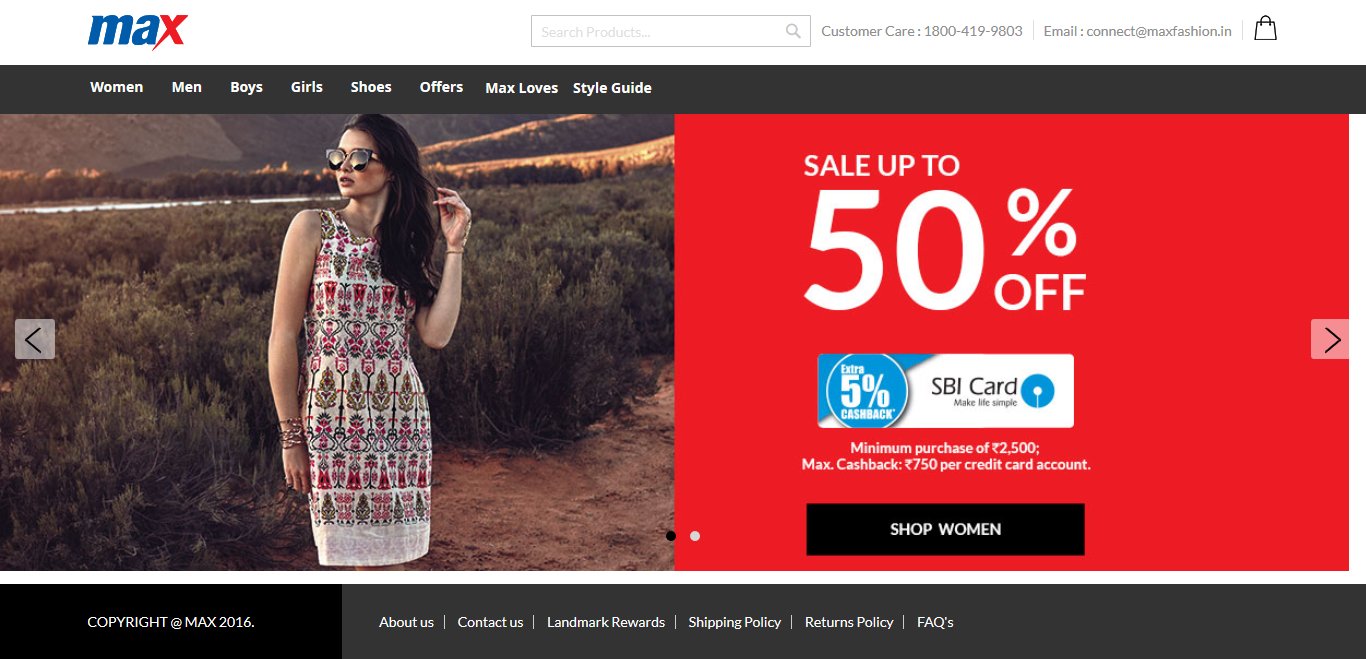 max
Search Products...
Customer Care : 1800-419-9803
Email : connect@maxfashion.in
Women Men Boys Girls Shoes Offers Max Loves Style Guide
SALE UP TO
50%
OFF
Extra
5%
CASHBACK*
SBI Card
Make life simple
Minimum purchase of ₹2,500;
Max. Cashback: ₹750 per credit card account.
SHOP WOMEN
COPYRIGHT @ MAX 2016.
About us | Contact us | Landmark Rewards | Shipping Policy | Returns Policy | FAQ's